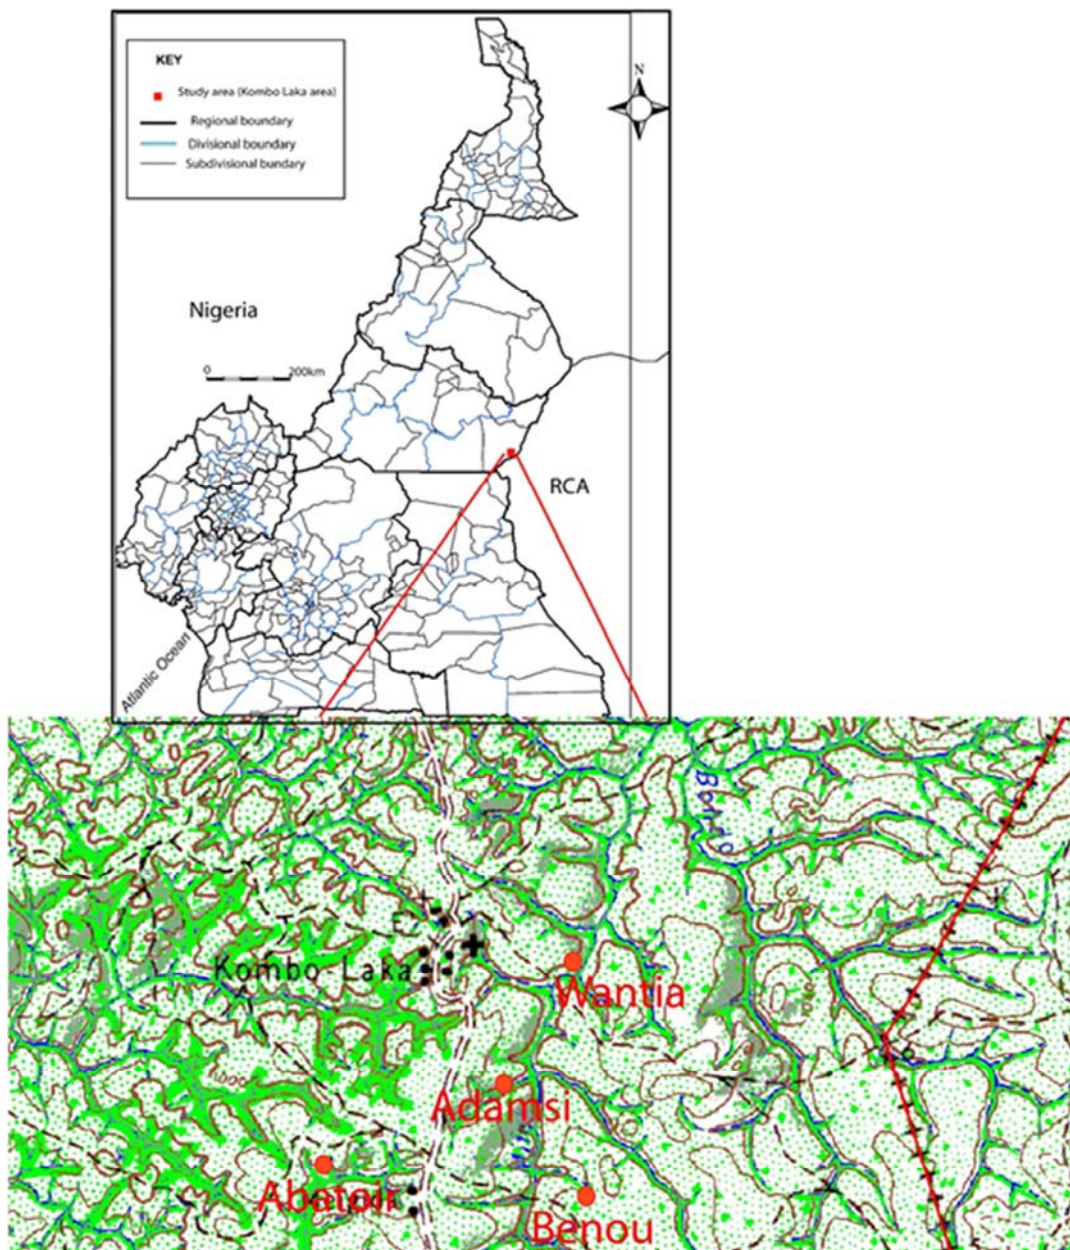 KEY
N
Study area (Kombo Laka area)
Regional boundary
Divisional boundary
Subdivisional bundary
Nigeria
0 200km
RCA
Atlantic Ocean
Kombo-Laka
Wantia
Adamsi
1000
Abatoir
Benou